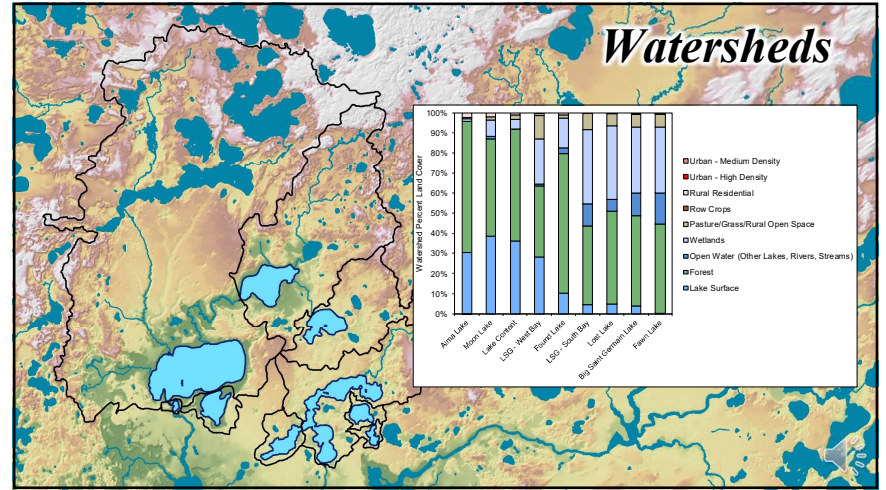 Watersheds
100%
90%
80%
70%
60%
50%
40%
30%
20%
10%
0%
Watershed Percent Land Cover
Alma Lake
Moon Lake
Lake Content
LSG - West Bay
Found Lake
LSG - South Bay
Lost Lake
Big Saint Germain Lake
Fawn Lake
Urban - Medium Density
Urban - High Density
Rural Residential
Row Crops
Pasture/Grass/Rural Open Space
Wetlands
Open Water (Other Lakes, Rivers, Streams)
Forest
Lake Surface